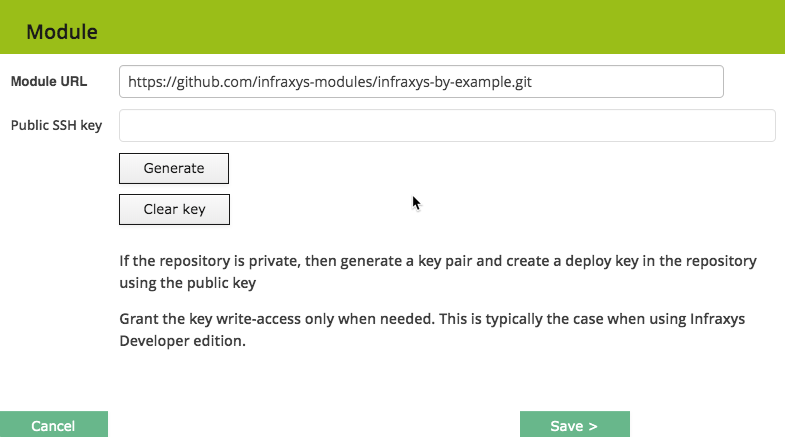 Module
Module URL
https://github.com/infraxys-modules/infraxys-by-example.git
Public SSH key
Generate
Clear key
If the repository is private, then generate a key pair and create a deploy key in the repository
using the public key
Grant the key write-access only when needed. This is typically the case when using Infraxys
Developer edition.
Cancel
Save >